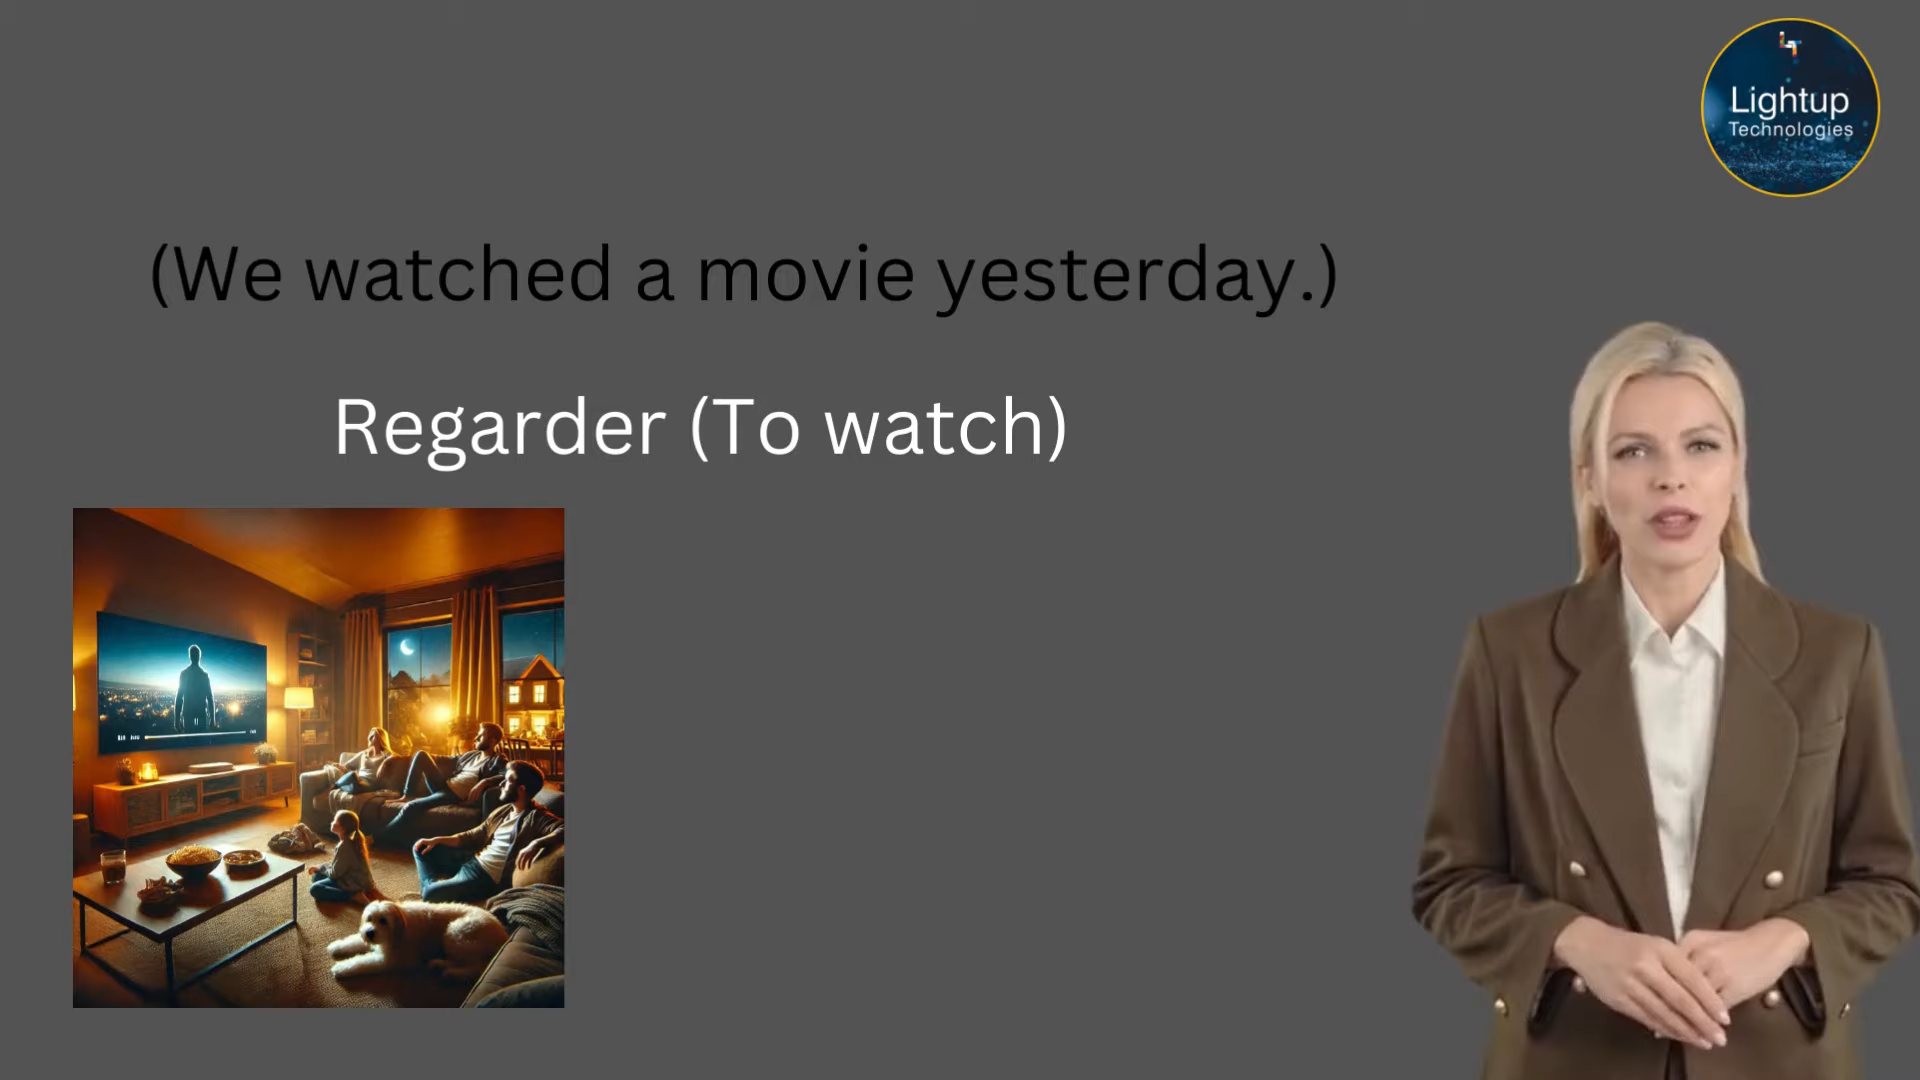 Lightup
Technologies
(We watched a movie yesterday.)
Regarder (To watch)